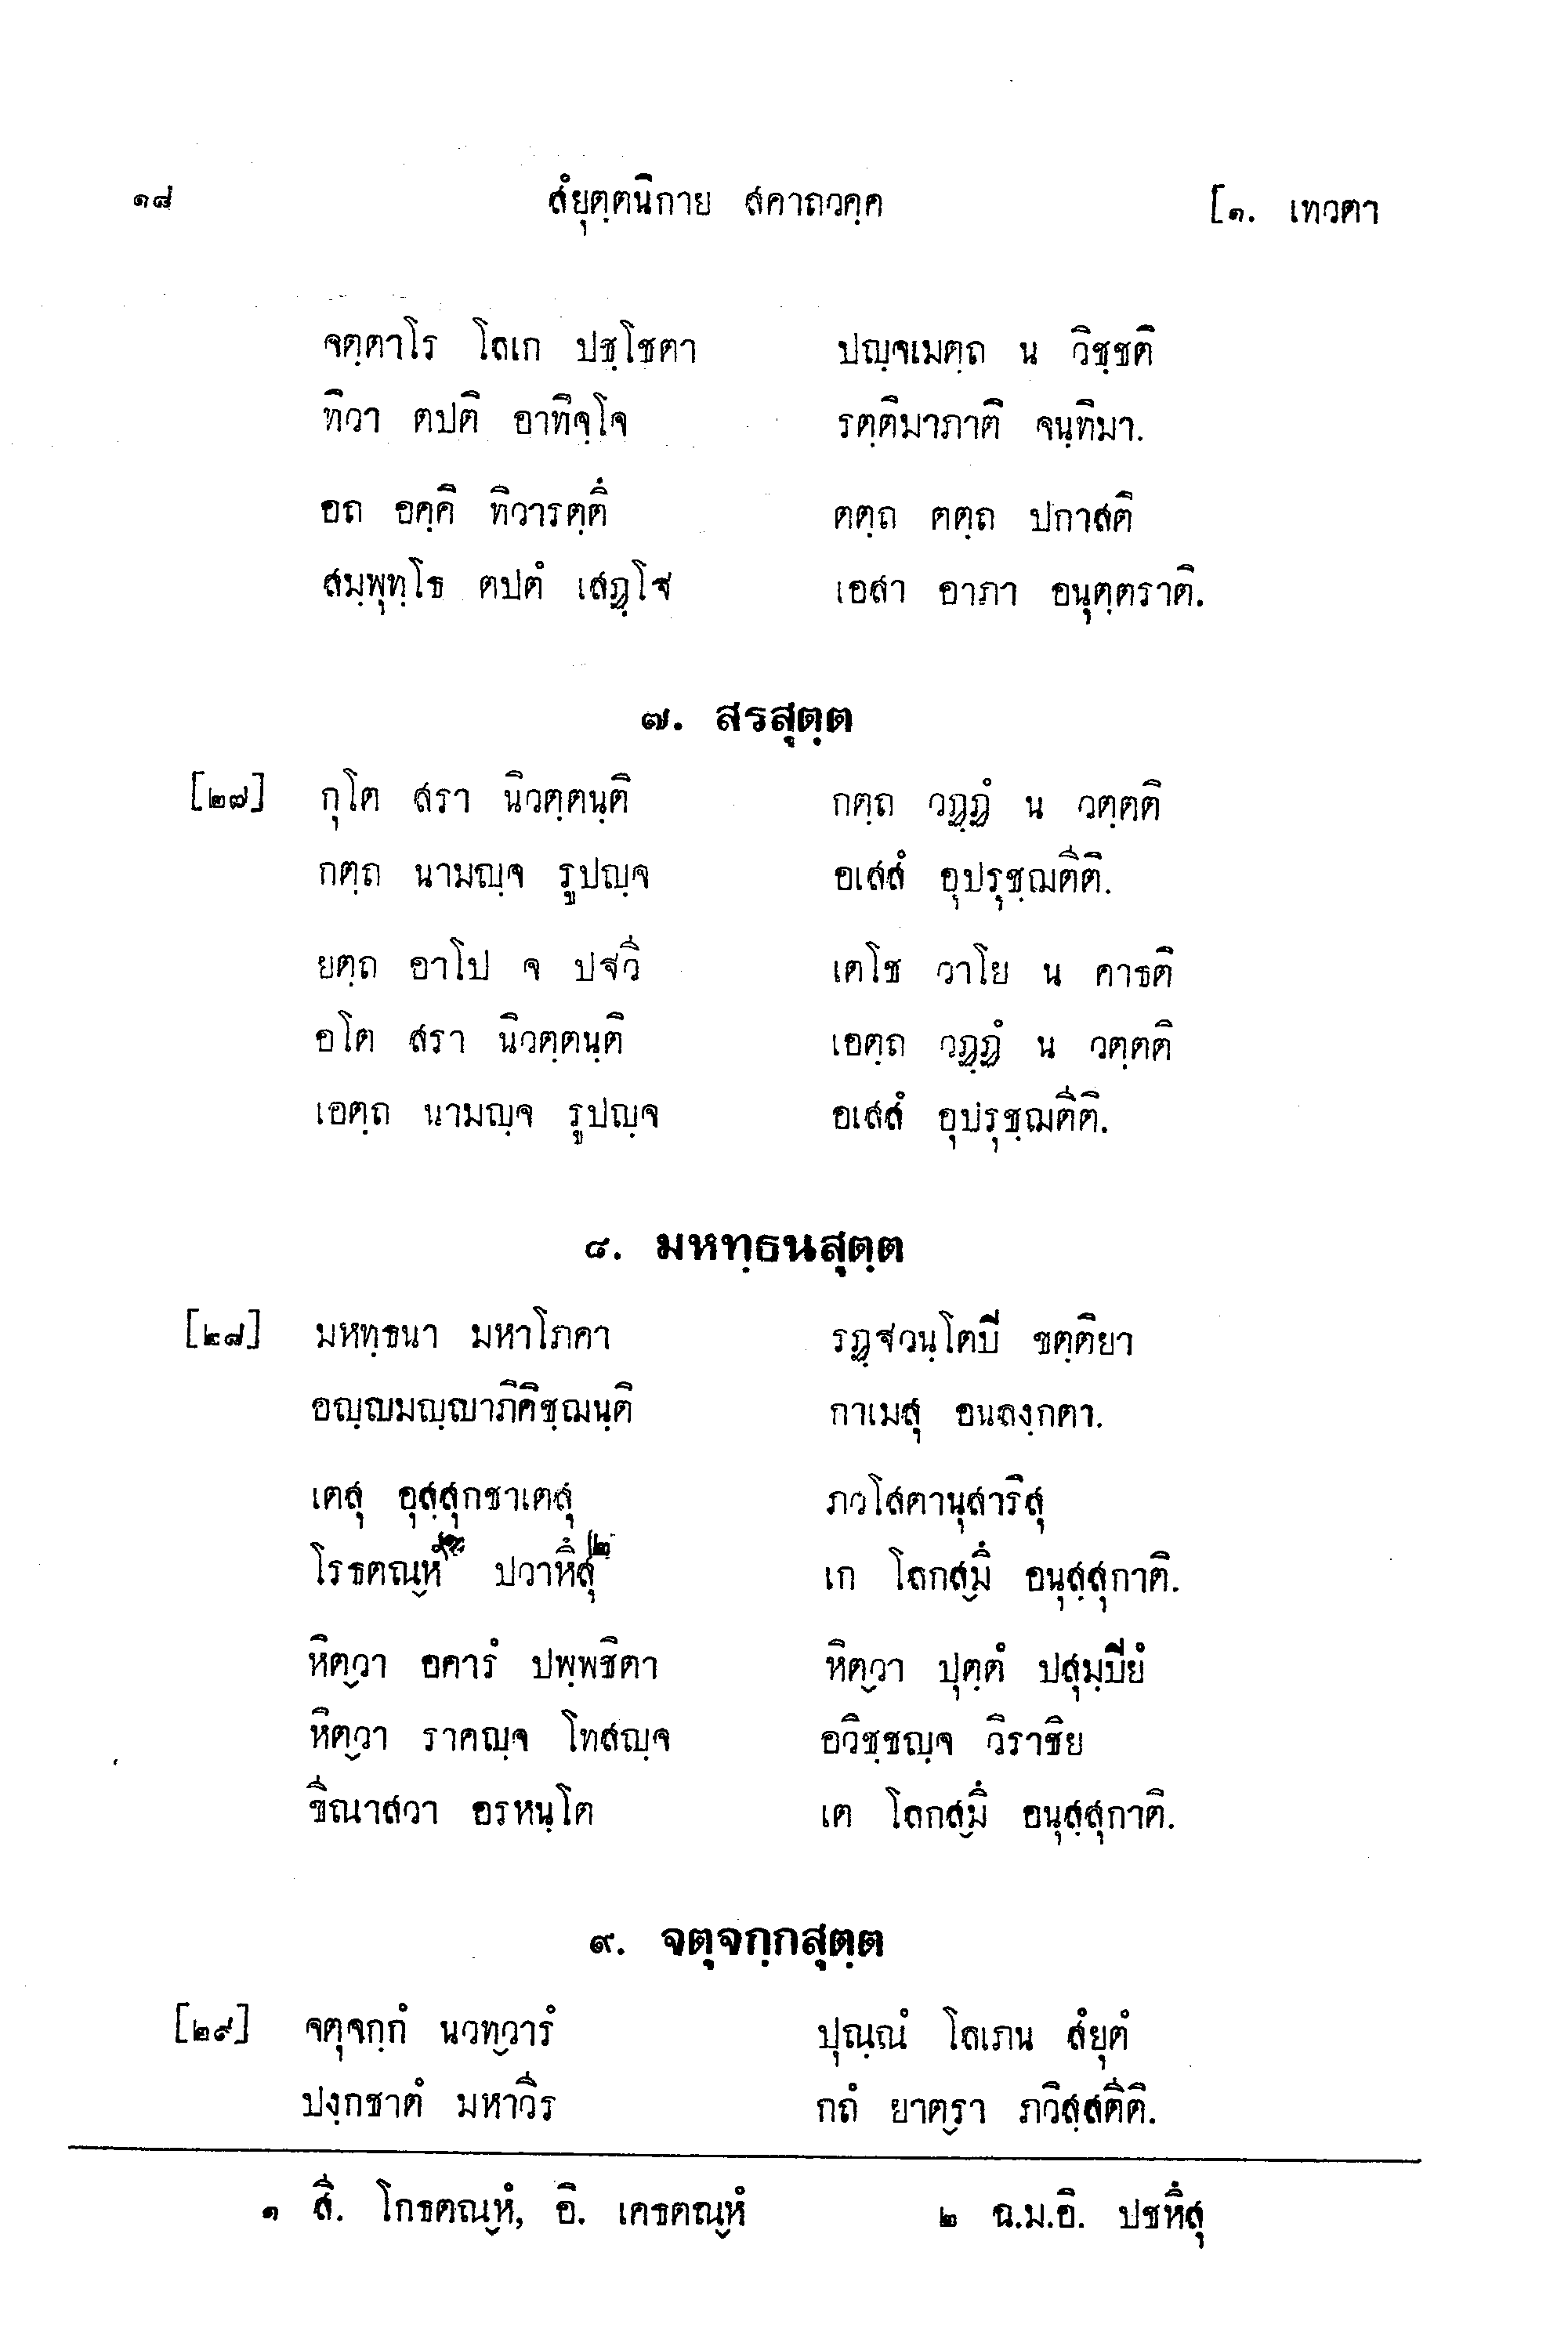 ๑๘ สํยุตฺตนิกาย สคาถวคฺค [๑. เทวตา
จตฺตาโร โลเก ปชฺโชตา ปญฺจเมตฺถ น วิชฺชติ
ทิวา ตปติ อาทิจฺโจ รตฺติมาภาติ จนฺทิมา.
อถ อคฺคิ ทิวารตฺตึ ตตฺถ ตตฺถ ปกาสติ
สมฺพุทฺโธ ตปตํ เสฏฺโฐ เอสา อาภา อนุตฺตราติ.
๗. สรสุตฺต
[๒๗] กุโต สรา นิวตฺตนฺติ กตฺถ วฏฺฏํ น วตฺตติ
กตฺถ นามญฺจ รูปญฺจ อเสสํ อุปรุชฺฌตีติ.
ยตฺถ อาโป จ ปฐวี เตโช วาโย น คาธติ
อโต สรา นิวตฺตนฺติ เอตฺถ วฏฺฏํ น วตฺตติ
เอตฺถ นามญฺจ รูปญฺจ อเสสํ อุปรุชฺฌตีติ.
๘. มหทฺธนสุตฺต
[๒๘] มหทฺธนา มหาโภคา รฏฺฐวนฺโตปิ ขตฺติยา
อญฺญมญฺญาภิคิชฺฌนฺติ กาเมสุ อนลงฺกตา.
เตสุ อุสฺสุกชาเตสุ ภวโสตานุสาริสุ
โรธตณฺหํ๑ ปวาหึสุ๒ เก โลกสฺมึ อนุสฺสุกาติ.
หิตฺวา อคารํ ปพฺพชิตา หิตฺวา ปุตฺตํ ปสุมฺปิยํ
หิตฺวา ราคญฺจ โทสญฺจ อวิชฺชญฺจ วิราชิย
ขีณาสวา อรหนฺโต เต โลกสฺมึ อนุสฺสุกาติ.
๙. จตุจกฺกสุตฺต
[๒๙] จตุจกฺกํ นวทฺวารํ ปุณฺณํ โลเภน สํยุตํ
ปงฺกชาตํ มหาวีร กถํ ยาตฺรา ภวิสฺสตีติ.
๑ สี. โกธตณฺหํ, อิ. เคธตณฺหํ ๒ ฉ.ม.อิ. ปชหึสุ